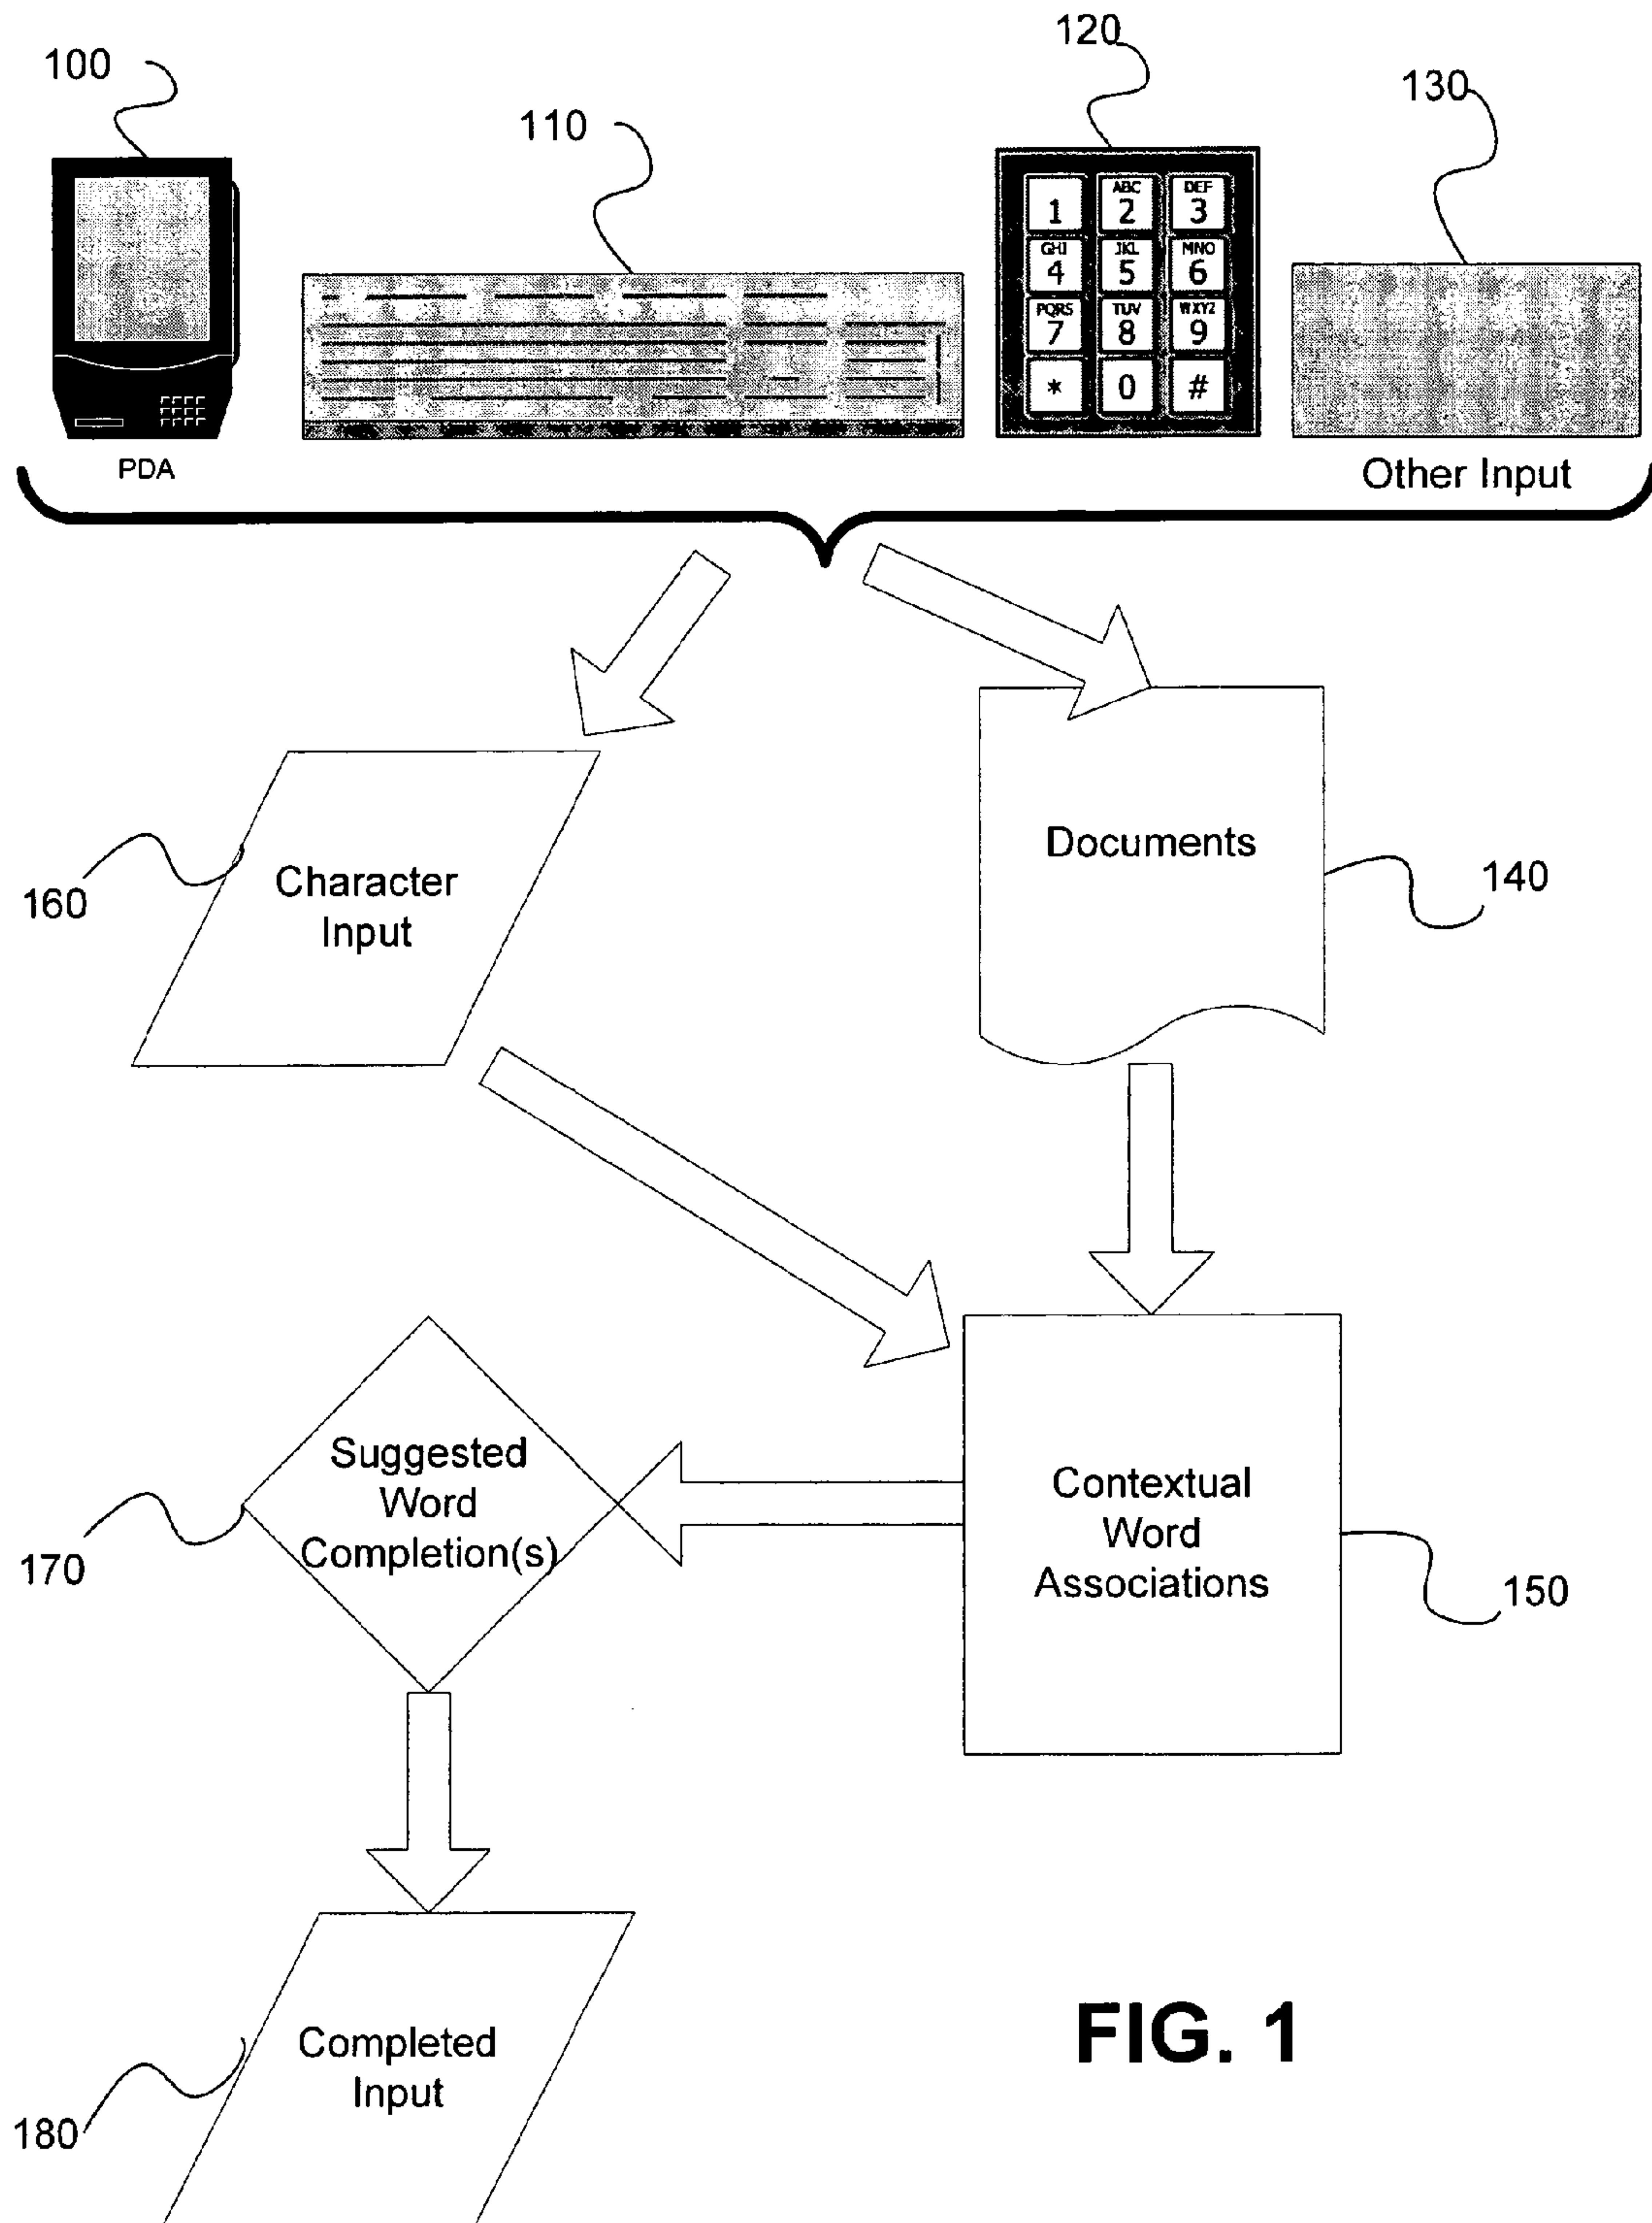 100
110
120
130
1
ABC
2
DEF
3
GHI
4
JKL
5
MNO
6
PQRS
7
TUV
8
WXYZ
9
*
0
#
PDA
Other Input
160
Character
Input
Documents
140
170
Suggested
Word
Completion(s)
Contextual
Word
Associations
150
180
Completed
Input
FIG. 1